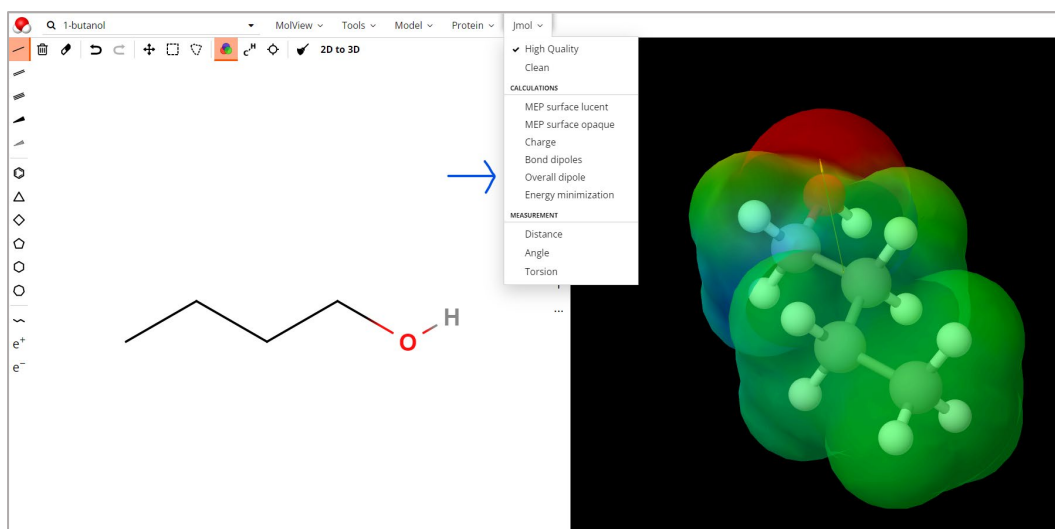 1-butanol
MolView Tools Model Protein Jmol
2D to 3D
High Quality
Clean
CALCULATIONS
MEP surface lucent
MEP surface opaque
Charge
Bond dipoles
Overall dipole
Energy minimization
MEASUREMENT
Distance
Angle
Torsion
C H
e+
e−
H
O
...